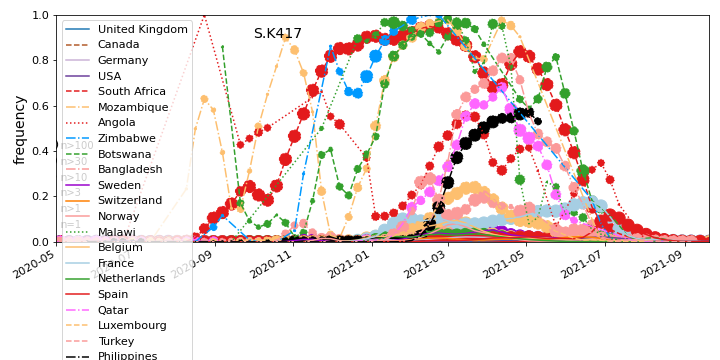 S.K417
frequency
1.0
0.8
0.6
0.4
0.2
0.0
United Kingdom
Canada
Germany
USA
South Africa
Mozambique
Angola
Zimbabwe
Botswana
Bangladesh
Sweden
Switzerland
Norway
Malawi
Belgium
France
Netherlands
Spain
Qatar
Luxembourg
Turkey
Philippines
n>100
n>30
n>10
n>3
n>1
n=1
2020-05
2020-09
2020-11
2021-01
2021-03
2021-05
2021-07
2021-09